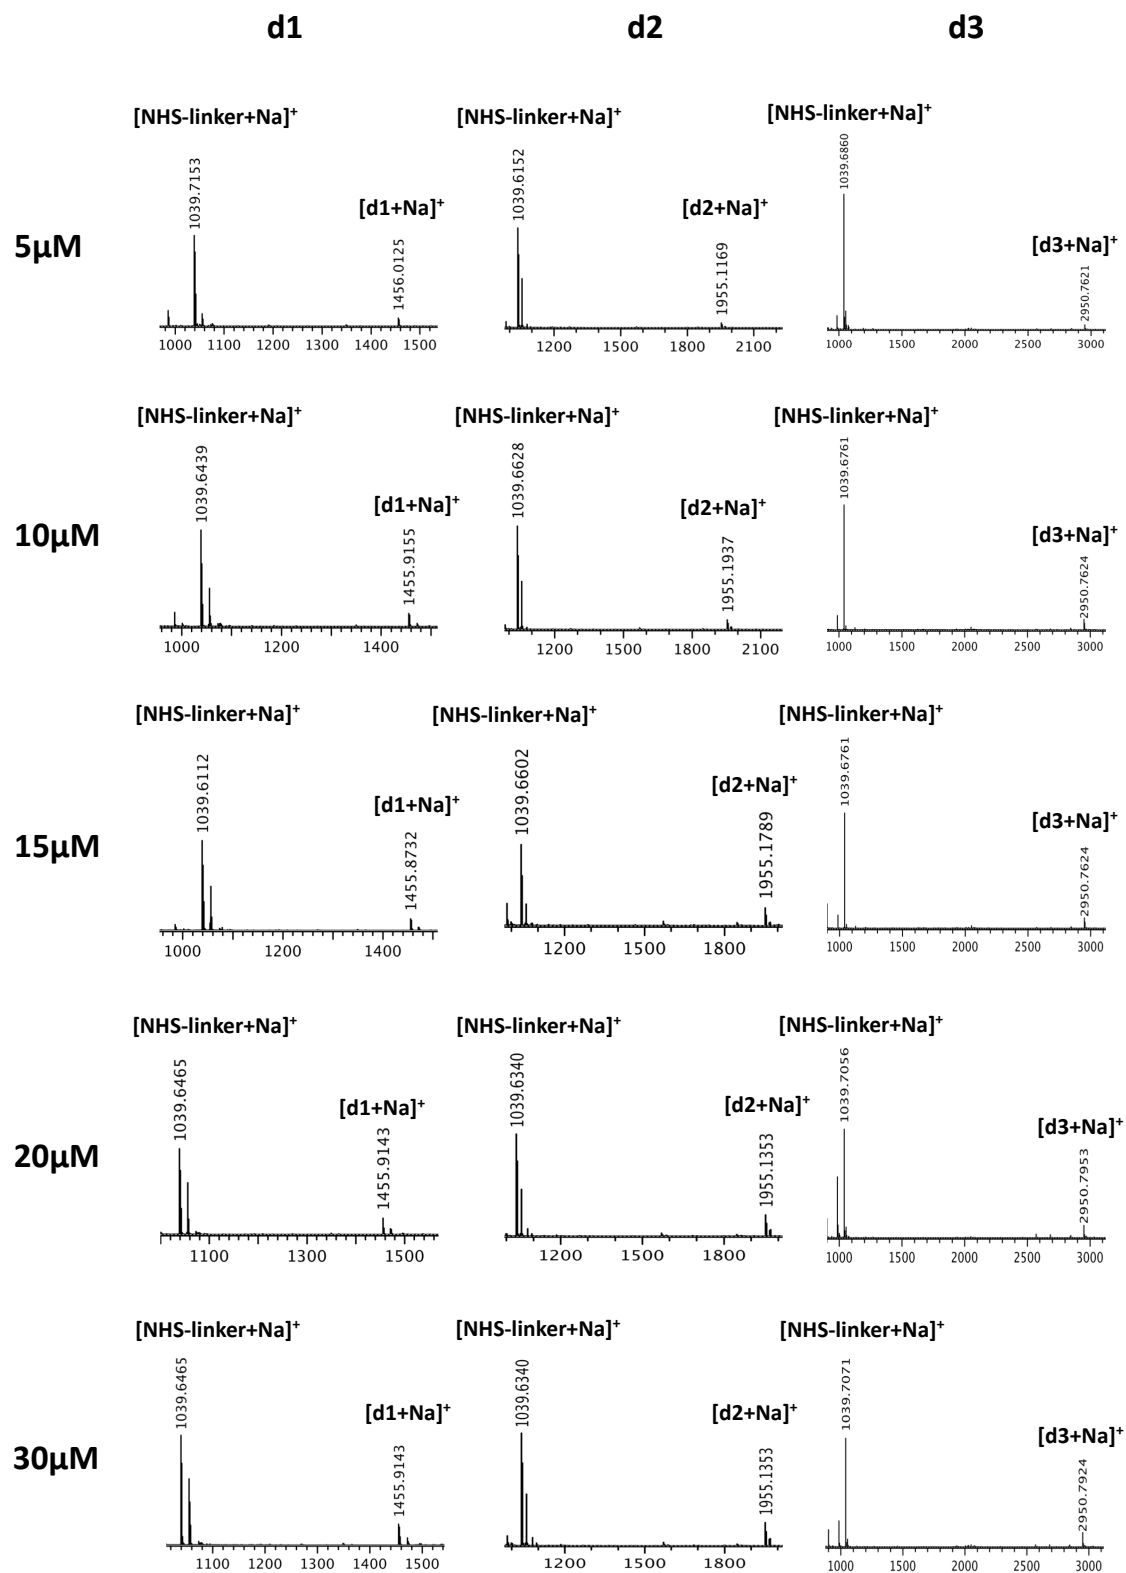 d1 d2 d3
[NHS-linker+Na]⁺ [NHS-linker+Na]⁺ [NHS-linker+Na]⁺
1039.7153 1039.6152 1039.6860
[d1+Na]⁺ [d2+Na]⁺ [d3+Na]⁺
5µM
1456.0125 1955.1169 2950.7621
1000 1100 1200 1300 1400 1500 1200 1500 1800 2100 1000 1500 2000 2500 3000
[NHS-linker+Na]⁺ [NHS-linker+Na]⁺ [NHS-linker+Na]⁺
1039.6439 1039.6628 1039.6761
[d1+Na]⁺ [d2+Na]⁺ [d3+Na]⁺
10µM
1455.9155 1955.1937 2950.7624
1000 1200 1400 1200 1500 1800 2100 1000 1500 2000 2500 3000
[NHS-linker+Na]⁺ [NHS-linker+Na]⁺ [NHS-linker+Na]⁺
1039.6112 1039.6602 1039.6761
[d1+Na]⁺ [d2+Na]⁺ [d3+Na]⁺
15µM
1455.8732 1955.1789 2950.7624
1000 1200 1400 1200 1500 1800 1000 1500 2000 2500 3000
[NHS-linker+Na]⁺ [NHS-linker+Na]⁺ [NHS-linker+Na]⁺
1039.6465 1039.6340 1039.7056
[d1+Na]⁺ [d2+Na]⁺ [d3+Na]⁺
20µM
1455.9143 1955.1353 2950.7953
1100 1200 1300 1400 1500 1200 1500 1800 1000 1500 2000 2500 3000
[NHS-linker+Na]⁺ [NHS-linker+Na]⁺ [NHS-linker+Na]⁺
1039.6465 1039.6340 1039.7071
[d1+Na]⁺ [d2+Na]⁺ [d3+Na]⁺
30µM
1455.9143 1955.1353 2950.7924
1100 1200 1300 1400 1500 1200 1500 1800 1000 1500 2000 2500 3000